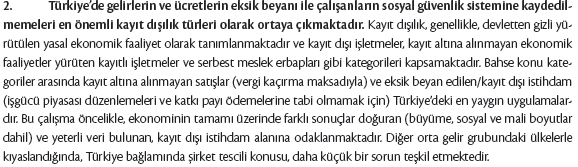 2. Türkiye’de gelirlerin ve ücretlerin eksik beyanı ile çalışanların sosyal güvenlik sistemine kaydedil-
memeleri en önemli kayıt dışılık türleri olarak ortaya çıkmaktadır. Kayıt dışılık, genellikle, devletten gizli yü-
rütülen yasal ekonomik faaliyet olarak tanımlanmaktadır ve kayıt dışı işletmeler, kayıt altına alınmayan ekonomik
faaliyetler yürüten kayıtlı işletmeler ve serbest meslek erbapları gibi kategorileri kapsamaktadır. Bahse konu kate-
goriler arasında kayıt altına alınmayan satışlar (vergi kaçırma maksadıyla) ve eksik beyan edilen/kayıt dışı istihdam
(işgücü piyasası düzenlemeleri ve katkı payı ödemelerine tabi olmamak için) Türkiye’deki en yaygın uygulamalar-
dır. Bu çalışma öncelikle, ekonominin tamamı üzerinde farklı sonuçlar doğuran (büyüme, sosyal ve mali boyutlar
dahil) ve yeterli veri bulunan, kayıt dışı istihdam alanına odaklanmaktadır. Diğer orta gelir grubundaki ülkelerle
kıyaslandığında, Türkiye bağlamında şirket tescili konusu, daha küçük bir sorun teşkil etmektedir.